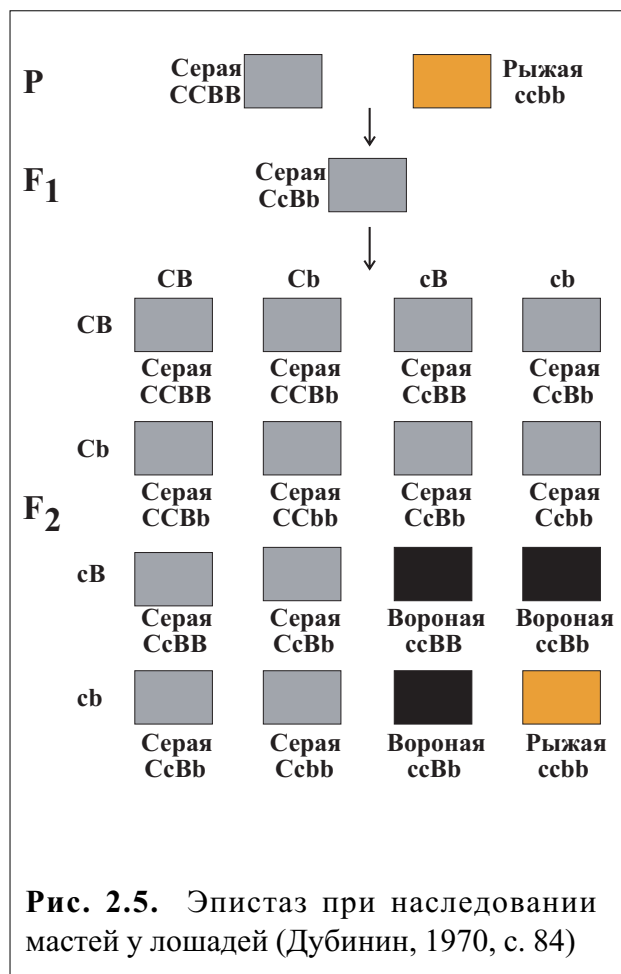 P
Серая
CCBB
Рыжая
ccbb
F1
Серая
CcBb
CB Cb cB cb
CB
Серая Серая Серая Серая
CCBB CCBb CcBB CcBb
Cb
Серая Серая Серая Серая
CCBb CCbb CcBb Ccbb
F2
cB
Серая Серая Вороная Вороная
CcBB CcBb ccBB ccBb
cb
Серая Серая Вороная Рыжая
CcBb Ccbb ccBb ccbb
Рис. 2.5. Эпистаз при наследовании
мастей у лошадей (Дубинин, 1970, с. 84)